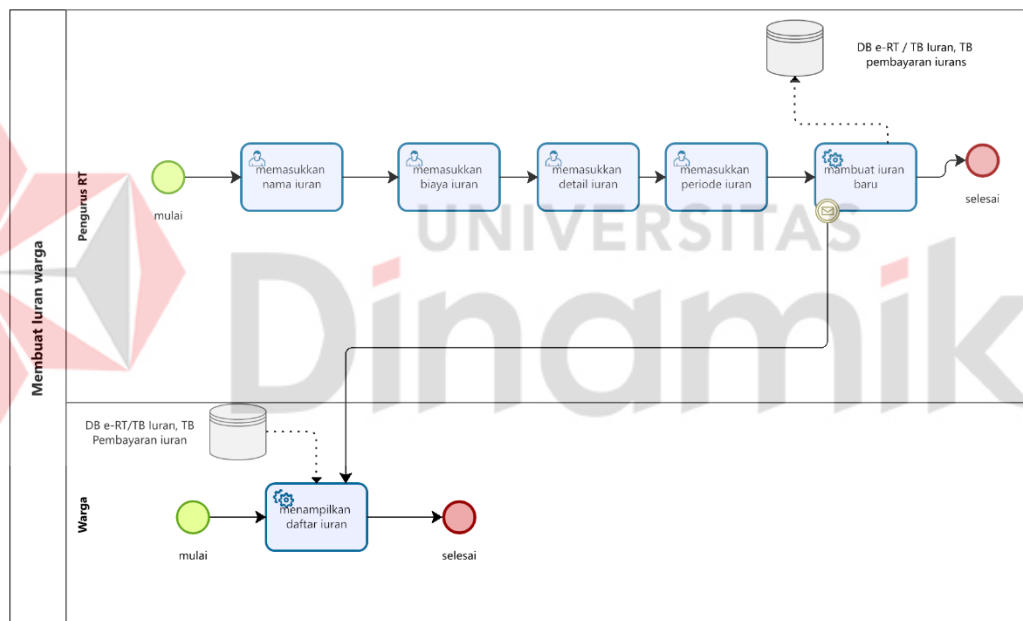 Membuat Iuran warga
Pengurus RT
mulai
memasukkan
nama iuran
memasukkan
biaya iuran
memasukkan
detail iuran
memasukkan
periode iuran
mambuat iuran
baru
selesai
DB e-RT / TB Iuran, TB
pembayaran iurans
UNIVERSITAS
Dinamik
Warga
DB e-RT/TB Iuran, TB
Pembayaran iuran
mulai
menampilkan
daftar iuran
selesai